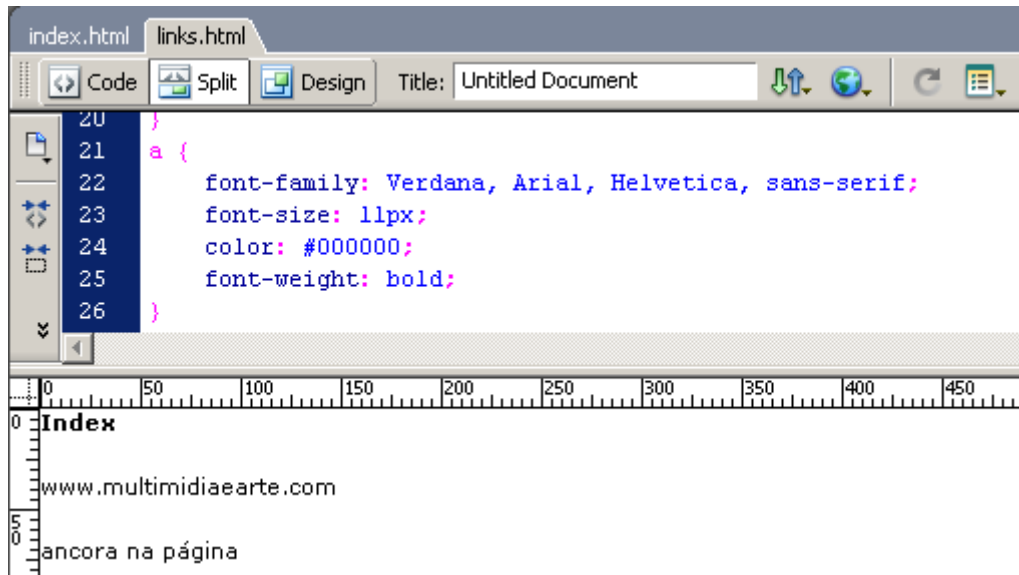 index.html links.html
Code Split Design Title: Untitled Document
20 }
21 a {
22 font-family: Verdana, Arial, Helvetica, sans-serif;
23 font-size: 11px;
24 color: #000000;
25 font-weight: bold;
26 }
0 50 100 150 200 250 300 350 400 450
0
Index
www.multimidiaearte.com
50
ancora na página